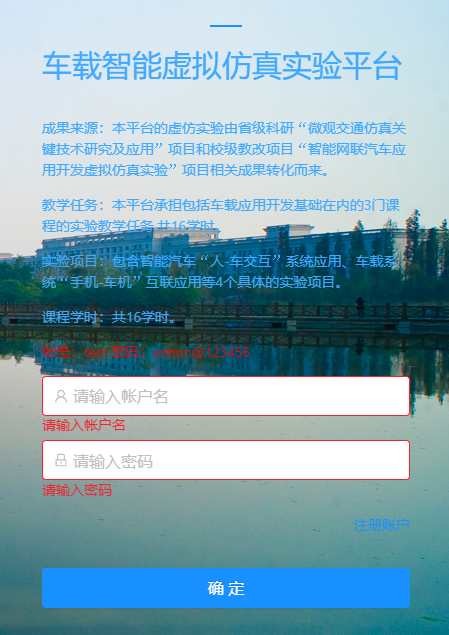 车载智能虚拟仿真实验平台
成果来源：本平台的虚仿实验由省级科研“微观交通仿真关
键技术研究及应用”项目和校级教改项目“智能网联汽车应
用开发虚拟仿真实验”项目相关成果转化而来。
教学任务：本平台承担包括车载应用开发基础在内的3门课
程的实验教学任务,共16学时。
实验项目：包含智能汽车“人-车交互”系统应用、车载系
统“手机-车机”互联应用等4个具体的实验项目。
课程学时：共16学时。
账号：test 密码：admin@123456
请输入帐户名
请输入帐户名
请输入密码
请输入密码
注册账户
确 定